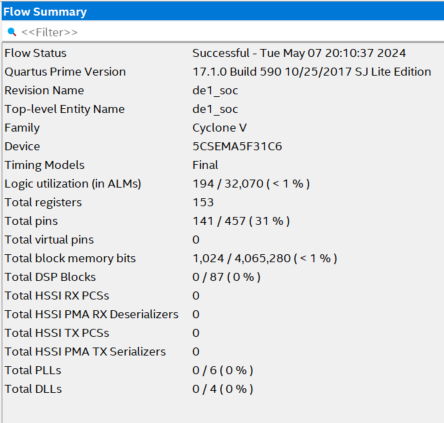 Flow Summary
<<Filter>>
Flow Status Successful - Tue May 07 20:10:37 2024
Quartus Prime Version 17.1.0 Build 590 10/25/2017 SJ Lite Edition
Revision Name de1_soc
Top-level Entity Name de1_soc
Family Cyclone V
Device 5CSEMA5F31C6
Timing Models Final
Logic utilization (in ALMs) 194 / 32,070 ( < 1 % )
Total registers 153
Total pins 141 / 457 ( 31 % )
Total virtual pins 0
Total block memory bits 1,024 / 4,065,280 ( < 1 % )
Total DSP Blocks 0 / 87 ( 0 % )
Total HSSI RX PCSs 0
Total HSSI PMA RX Deserializers 0
Total HSSI TX PCSs 0
Total HSSI PMA TX Serializers 0
Total PLLs 0 / 6 ( 0 % )
Total DLLs 0 / 4 ( 0 % )